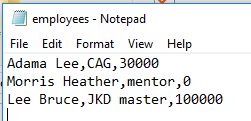 employees - Notepad
File Edit Format View Help
Adama Lee,CAG,30000
Morris Heather,mentor,0
Lee Bruce,JKD master,100000